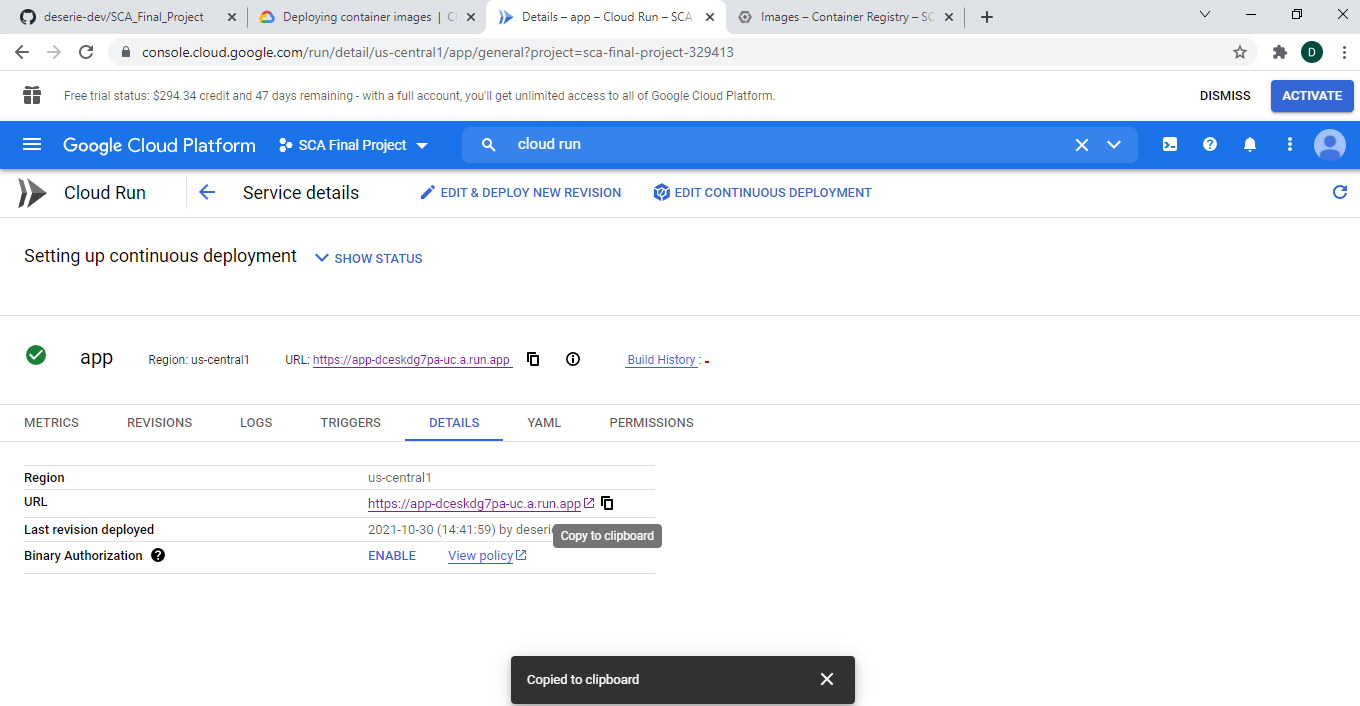 deserie-dev/SCA_Final_Project
Deploying container images | Cl
Details – app – Cloud Run – SCA
Images – Container Registry – SC
console.cloud.google.com/run/detail/us-central1/app/general?project=sca-final-project-329413
D
Free trial status: $294.34 credit and 47 days remaining - with a full account, you'll get unlimited access to all of Google Cloud Platform.
DISMISS
ACTIVATE
Google Cloud Platform
SCA Final Project
cloud run
Cloud Run
Service details
EDIT & DEPLOY NEW REVISION
EDIT CONTINUOUS DEPLOYMENT
Setting up continuous deployment
SHOW STATUS
app
Region: us-central1
URL: https://app-dceskdg7pa-uc.a.run.app
Build History : -
METRICS
REVISIONS
LOGS
TRIGGERS
DETAILS
YAML
PERMISSIONS
Region
us-central1
URL
https://app-dceskdg7pa-uc.a.run.app
Last revision deployed
2021-10-30 (14:41:59) by deserie
Copy to clipboard
Binary Authorization
ENABLE
View policy
Copied to clipboard